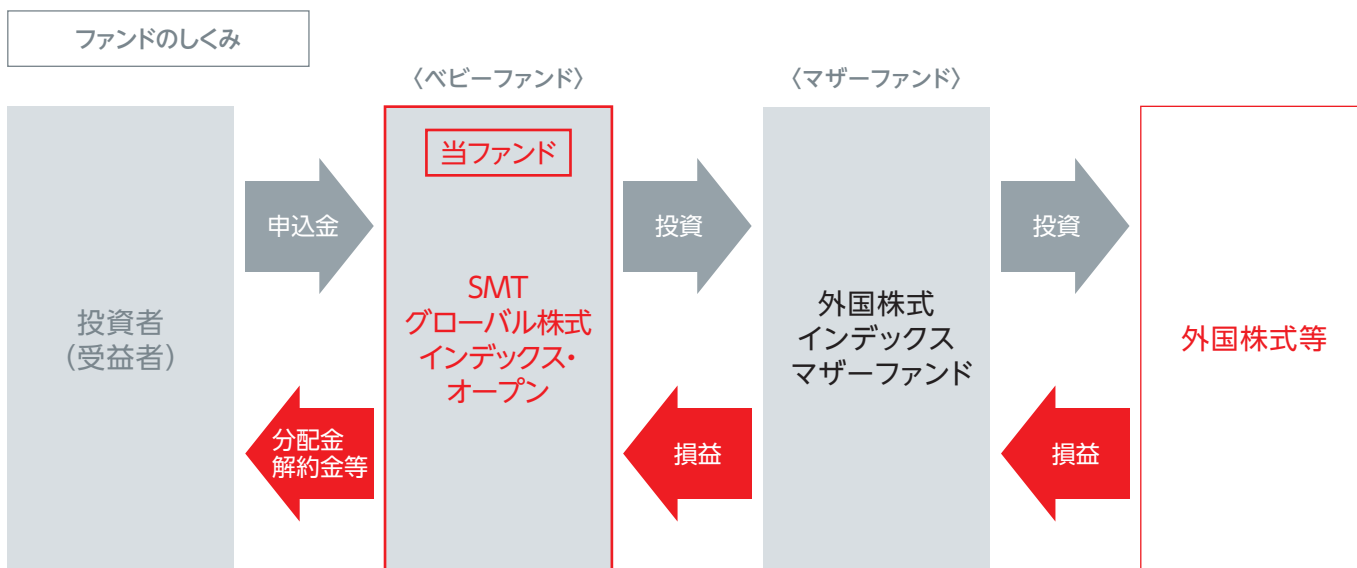 ファンドのしくみ
〈ベビーファンド〉
〈マザーファンド〉
投資者
（受益者）
申込金
分配金
解約金等
当ファンド
SMT
グローバル株式
インデックス・
オープン
投資
損益
外国株式
インデックス
マザーファンド
投資
損益
外国株式等